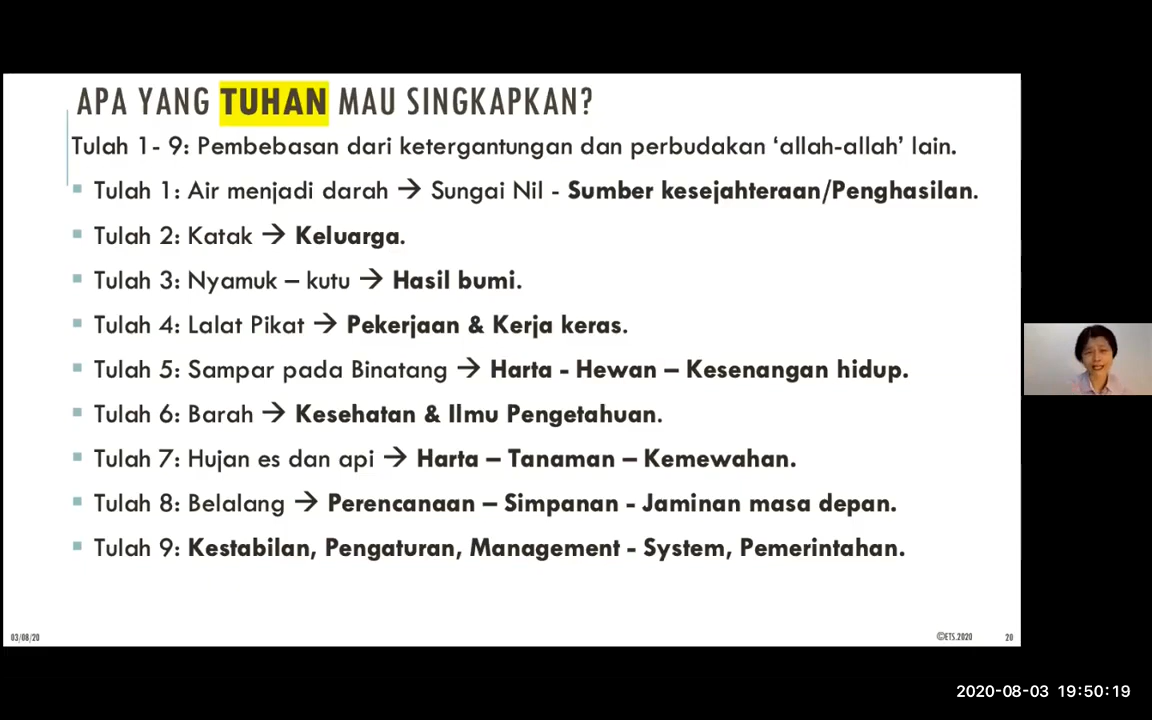 APA YANG TUHAN MAU SINGKAPKAN?
Tulah 1- 9: Pembebasan dari ketergantungan dan perbudakan ‘allah-allah’ lain.
▪ Tulah 1: Air menjadi darah → Sungai Nil - Sumber kesejahteraan/Penghasilan.
▪ Tulah 2: Katak → Keluarga.
▪ Tulah 3: Nyamuk – kutu → Hasil bumi.
▪ Tulah 4: Lalat Pikat → Pekerjaan & Kerja keras.
▪ Tulah 5: Sampar pada Binatang → Harta - Hewan – Kesenangan hidup.
▪ Tulah 6: Barah → Kesehatan & Ilmu Pengetahuan.
▪ Tulah 7: Hujan es dan api → Harta – Tanaman – Kemewahan.
▪ Tulah 8: Belalang → Perencanaan – Simpanan - Jaminan masa depan.
▪ Tulah 9: Kestabilan, Pengaturan, Management - System, Pemerintahan.
03/08/20 ©ETS.2020 20
2020-08-03 19:50:19